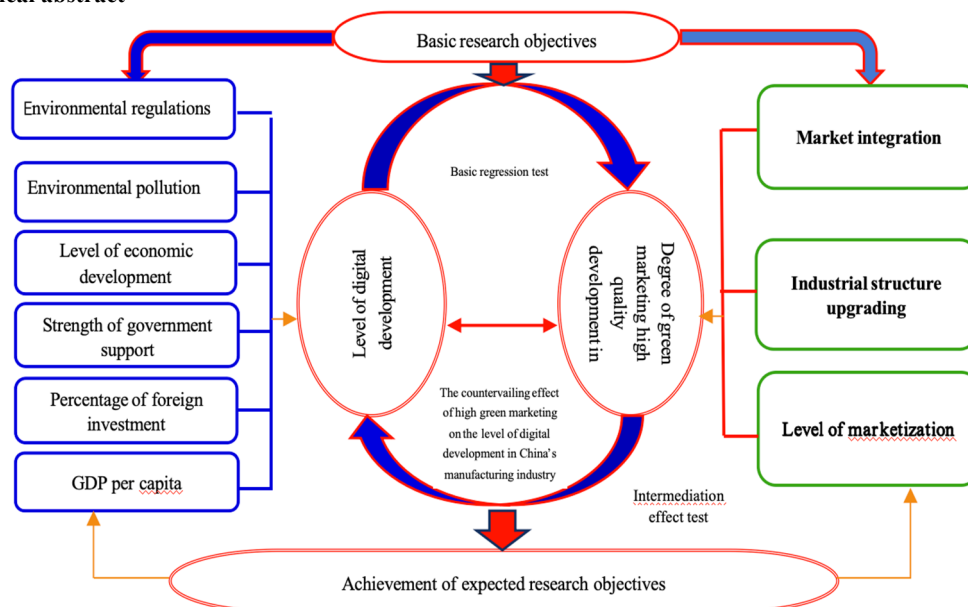 ical abstract
Basic research objectives
Environmental regulations
Environmental pollution
Level of economic
development
Strength of government
support
Percentage of foreign
investment
GDP per capita
Basic regression test
Level of digital
development
Degree of green
marketing high
quality
development in
The countervailing effect
of high green marketing
on the level of digital
development in China's
manufacturing industry
Intermediation
effect test
Market integration
Industrial structure
upgrading
Level of marketization
Achievement of expected research objectives